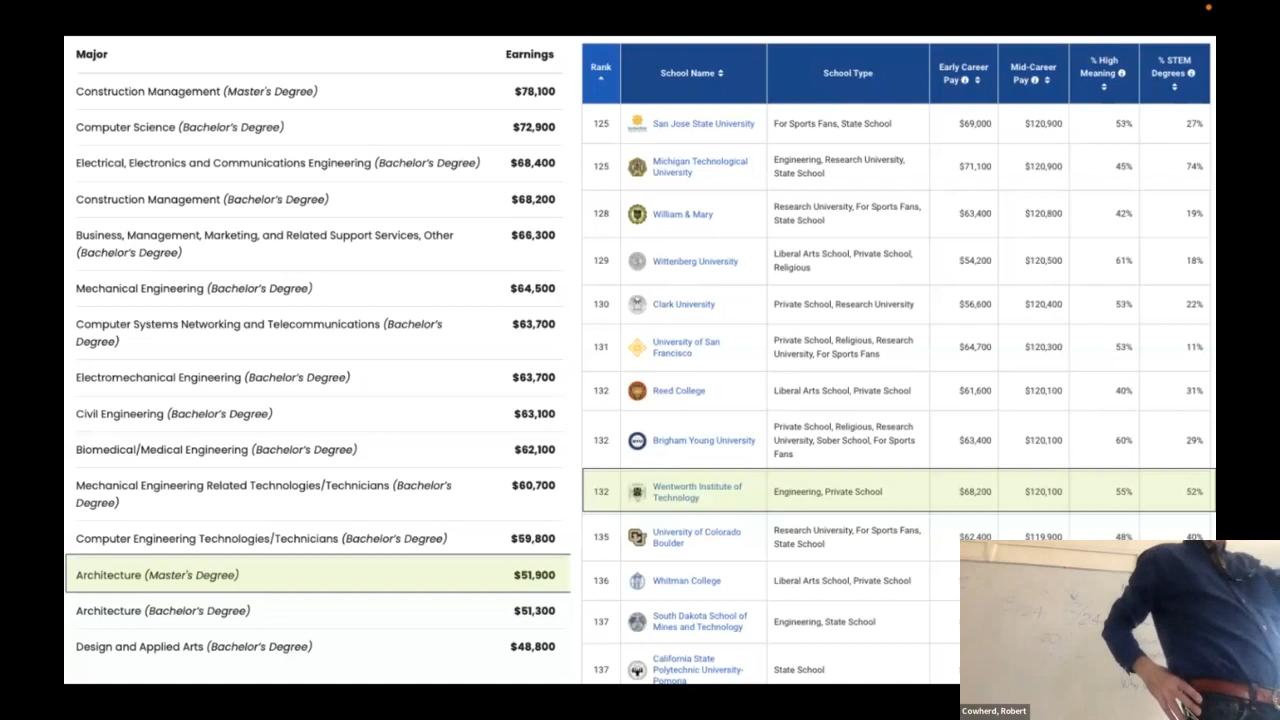 Major Earnings
Construction Management (Master's Degree) $78,100
Computer Science (Bachelor's Degree) $72,900
Electrical, Electronics and Communications Engineering (Bachelor's Degree) $68,400
Construction Management (Bachelor's Degree) $68,200
Business, Management, Marketing, and Related Support Services, Other
(Bachelor's Degree) $66,300
Mechanical Engineering (Bachelor's Degree) $64,500
Computer Systems Networking and Telecommunications (Bachelor's
Degree) $63,700
Electromechanical Engineering (Bachelor's Degree) $63,700
Civil Engineering (Bachelor's Degree) $63,100
Biomedical/Medical Engineering (Bachelor's Degree) $62,100
Mechanical Engineering Related Technologies/Technicians (Bachelor's
Degree) $60,700
Computer Engineering Technologies/Technicians (Bachelor's Degree) $59,800
Architecture (Master's Degree) $51,900
Architecture (Bachelor's Degree) $51,300
Design and Applied Arts (Bachelor's Degree) $48,800
Rank School Name School Type Early Career
Pay Mid-Career
Pay % High
Meaning % STEM
Degrees
125 San Jose State University For Sports Fans, State School $69,000 $120,900 53% 27%
125 Michigan Technological
University Engineering, Research University,
State School $71,100 $120,900 45% 74%
128 William & Mary Research University, For Sports Fans,
State School $63,400 $120,800 42% 19%
129 Wittenberg University Liberal Arts School, Private School,
Religious $54,200 $120,500 61% 18%
130 Clark University Private School, Research University $56,600 $120,400 53% 22%
131 University of San
Francisco Private School, Religious, Research
University, For Sports Fans $64,700 $120,300 53% 11%
132 Reed College Liberal Arts School, Private School $61,600 $120,100 40% 31%
132 Brigham Young University Private School, Religious, Research
University, Sober School, For Sports
Fans $63,400 $120,100 60% 29%
132 Wentworth Institute of
Technology Engineering, Private School $68,200 $120,100 55% 52%
135 University of Colorado
Boulder Research University, For Sports Fans,
State School $62,400 $119,900 48% 40%
136 Whitman College Liberal Arts School, Private School
137 South Dakota School of
Mines and Technology Engineering, State School
137 California State
Polytechnic University-
Pomona State School
Cowherd, Robert